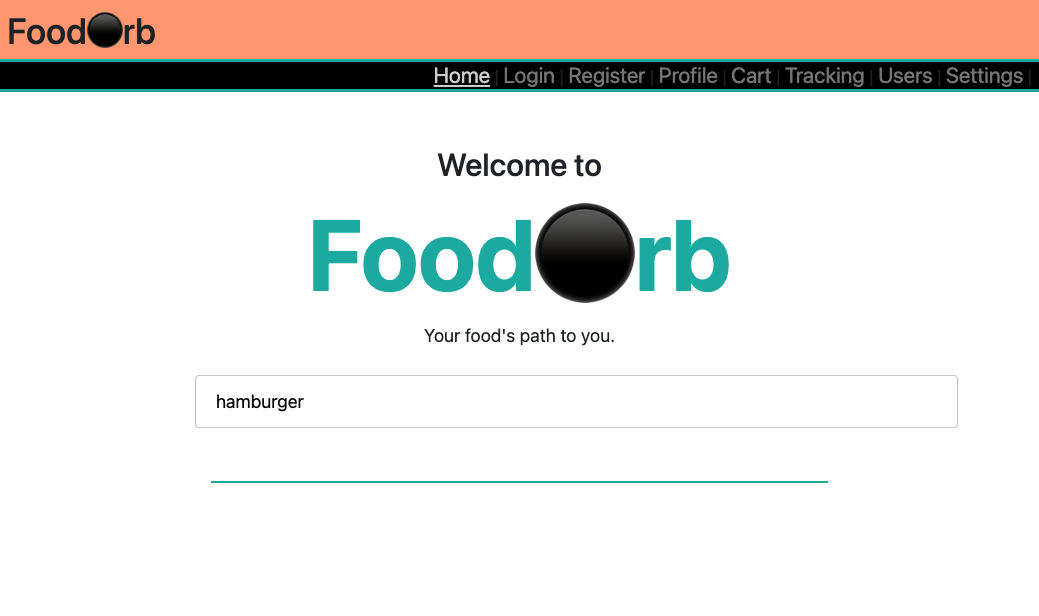 Food⚫rb
Home | Login | Register | Profile | Cart | Tracking | Users | Settings |
Welcome to
Food⚫rb
Your food's path to you.
hamburger